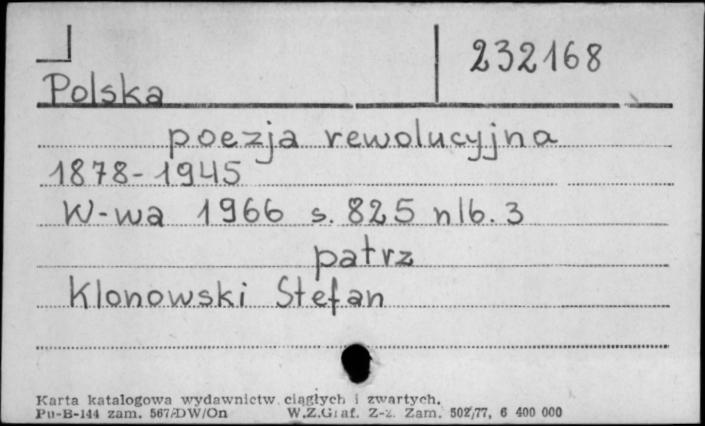 232168
Polska
poezja rewolucyjna
1878-1945
W-wa 1966 s. 825 nlb. 3
patrz
Klonowski Stefan
Karta katalogowa wydawnictw ciągłych i zwartych.
Pu-B-144 zam. 567/DW/On W.Z.Graf. Z-z. Zam. 502/77, 6 400 000